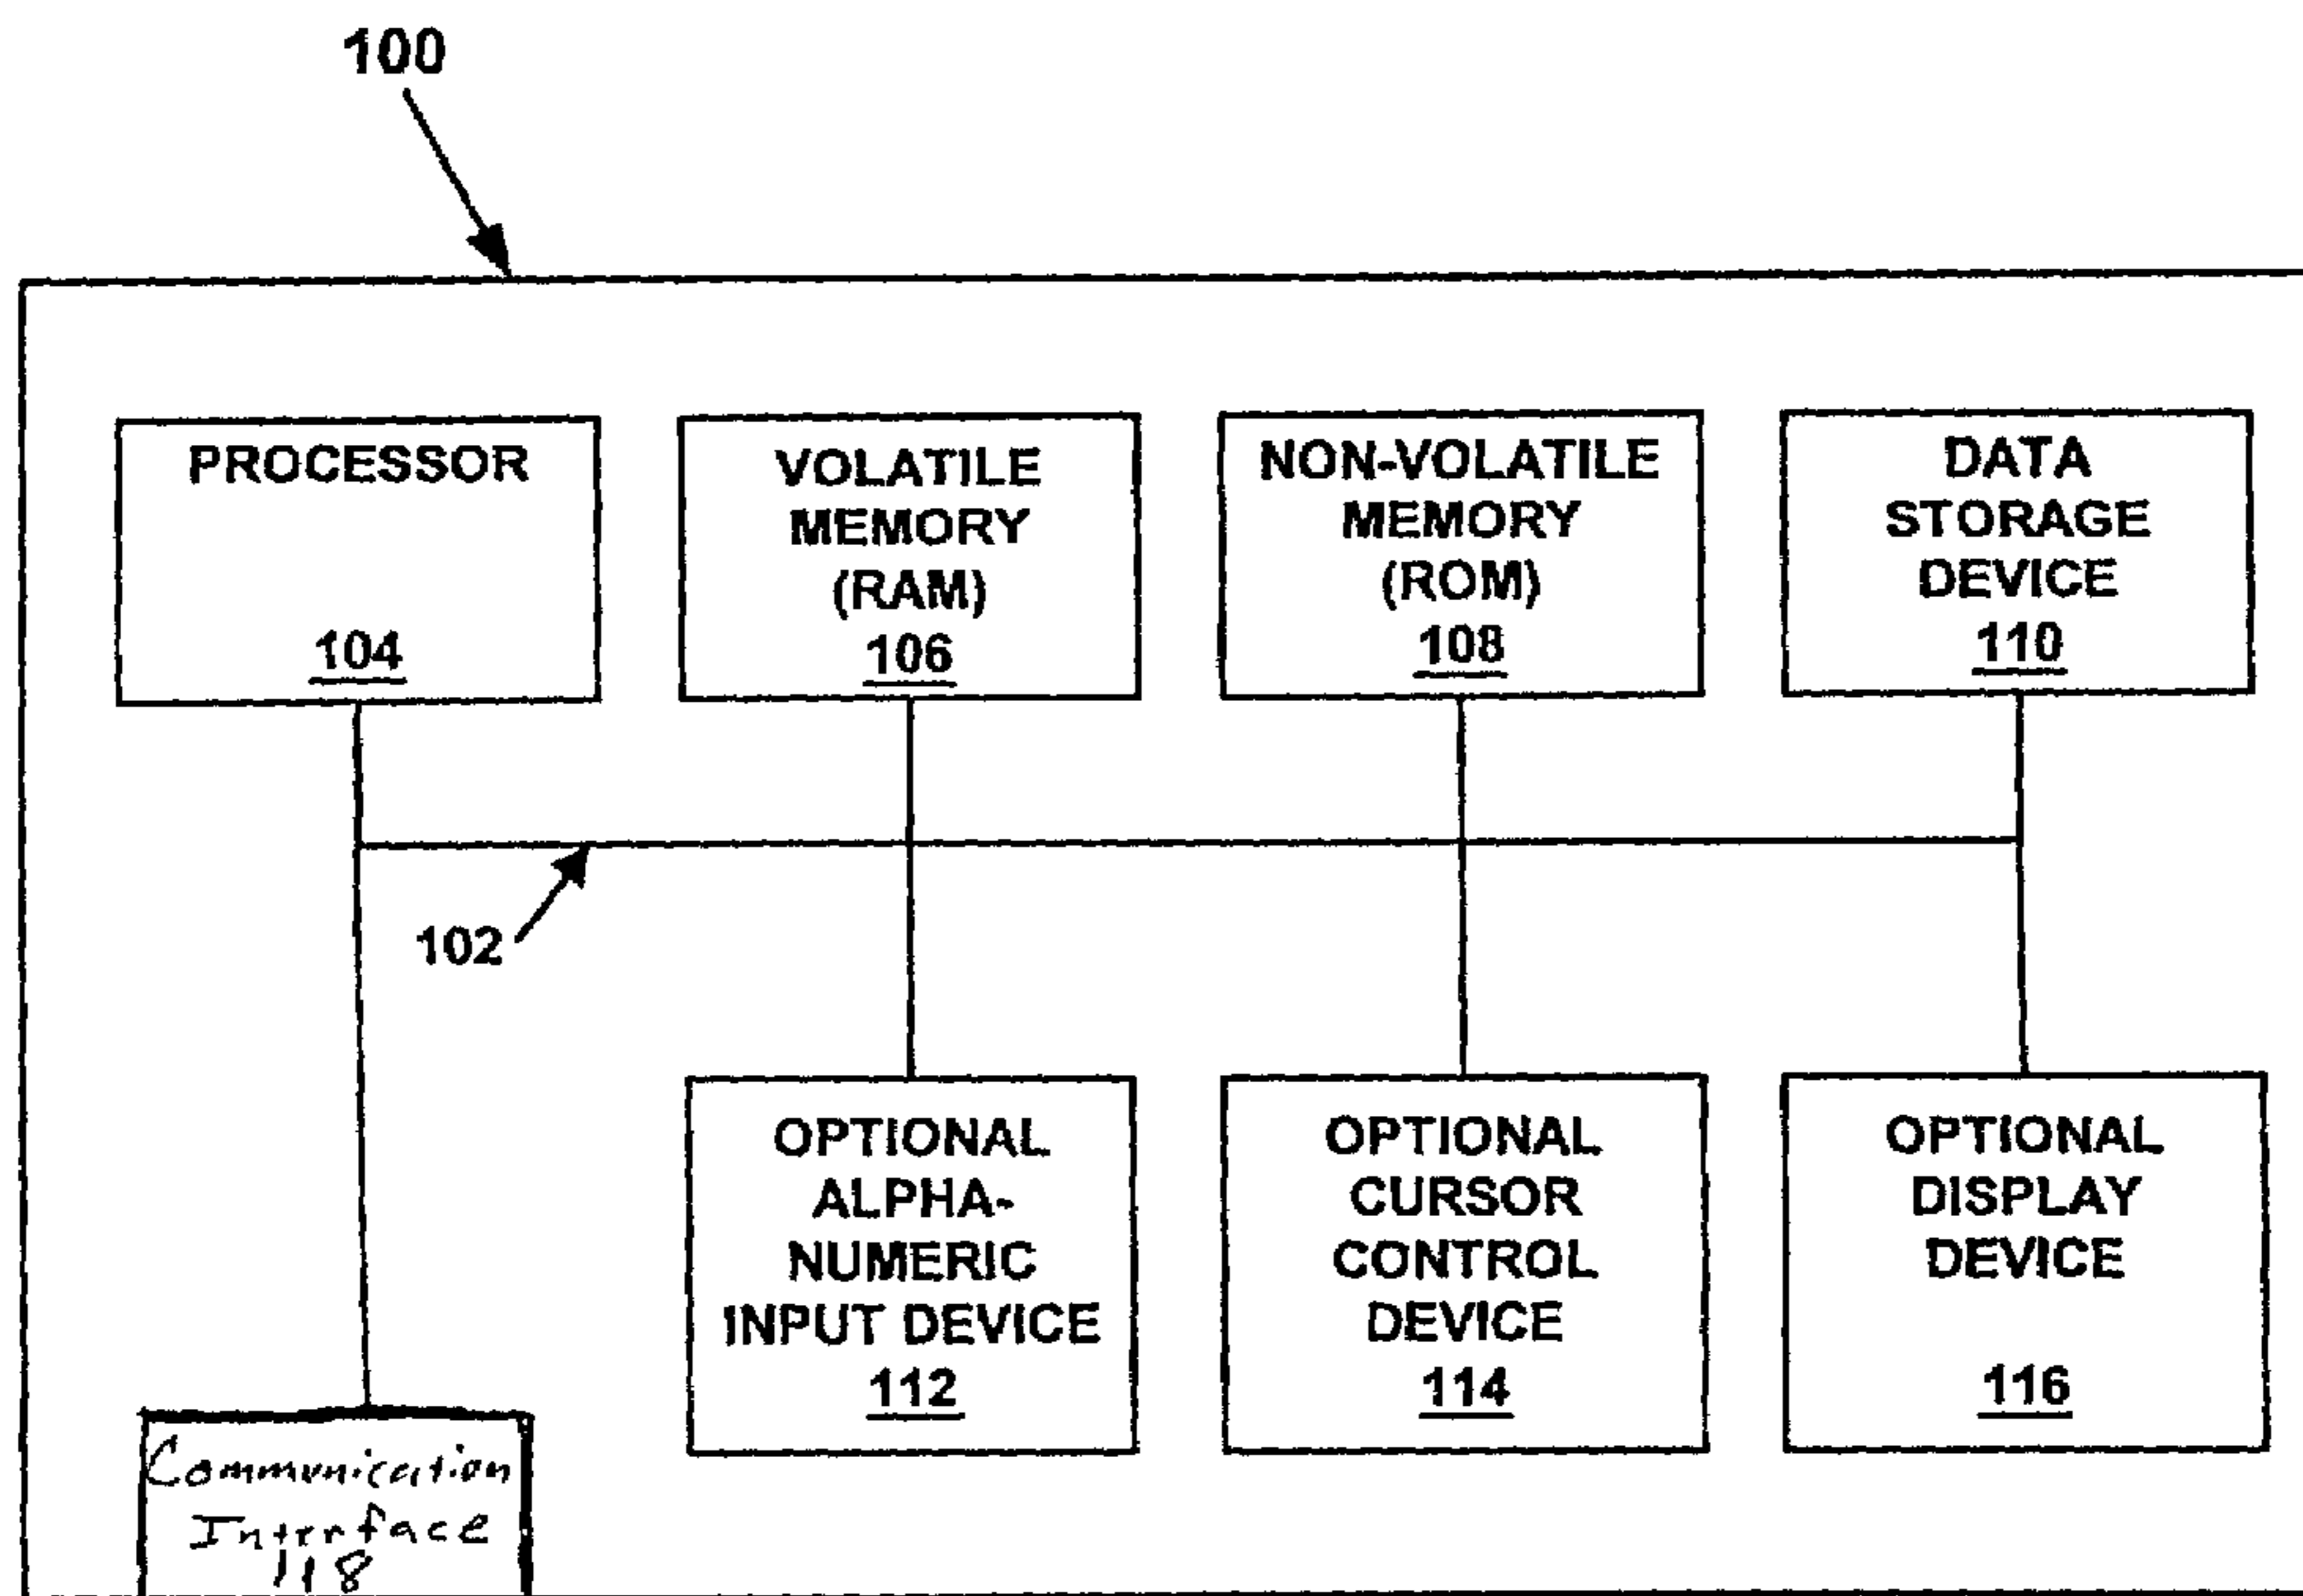 100
PROCESSOR
104
VOLATILE
MEMORY
(RAM)
106
NON-VOLATILE
MEMORY
(ROM)
108
DATA
STORAGE
DEVICE
110
102
OPTIONAL
ALPHA-
NUMERIC
INPUT DEVICE
112
OPTIONAL
CURSOR
CONTROL
DEVICE
114
OPTIONAL
DISPLAY
DEVICE
116
Communication
Interface
118